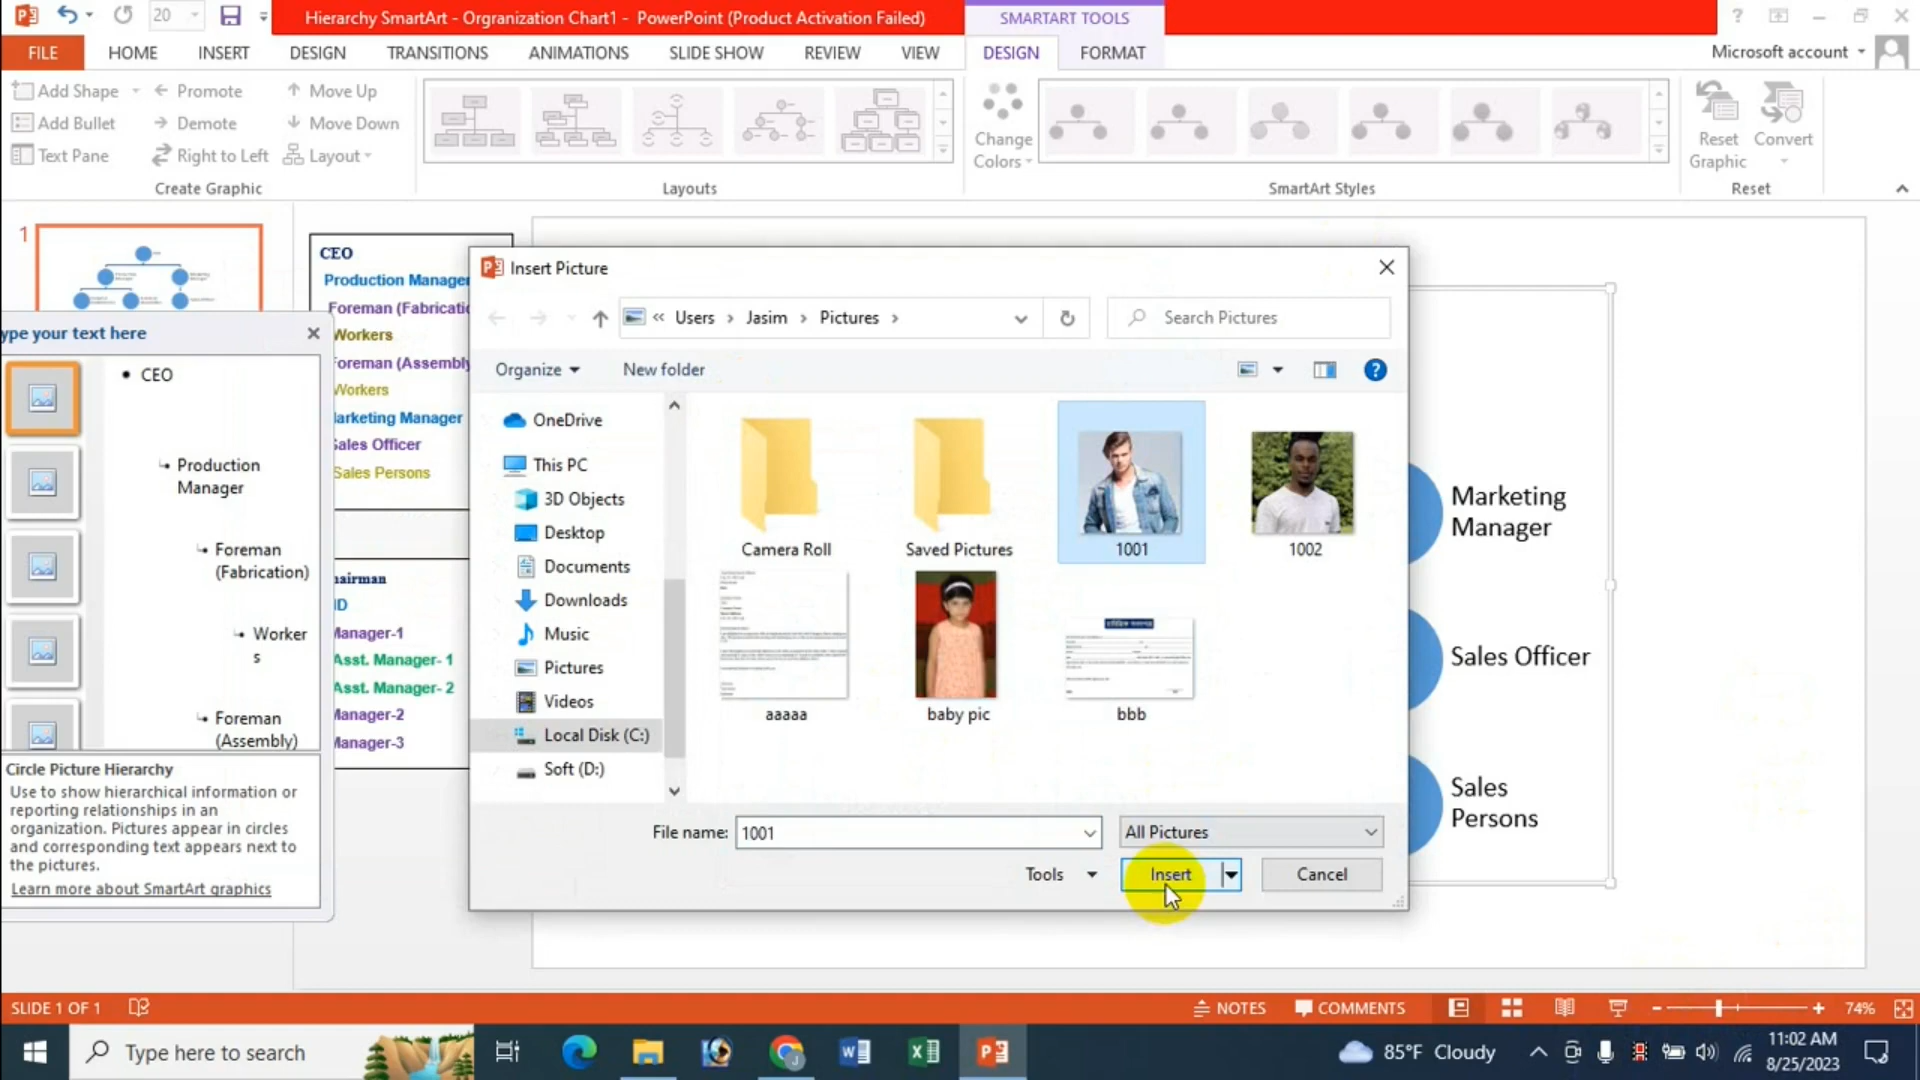 20
Hierarchy SmartArt - Orgranization Chart1 - PowerPoint (Product Activation Failed)
SMARTART TOOLS
?
FILE
HOME
INSERT
DESIGN
TRANSITIONS
ANIMATIONS
SLIDE SHOW
REVIEW
VIEW
DESIGN
FORMAT
Microsoft account
Add Shape
Promote
Move Up
Add Bullet
Demote
Move Down
Text Pane
Right to Left
Layout
Create Graphic
Layouts
Change
Colors
SmartArt Styles
Reset
Graphic
Convert
Reset
1
ype your text here
CEO
Production
Manager
Foreman
(Fabrication)
Worker
s
Foreman
(Assembly)
Circle Picture Hierarchy
Use to show hierarchical information or
reporting relationships in an
organization. Pictures appear in circles
and corresponding text appears next to
the pictures.
Learn more about SmartArt graphics
CEO
Production Manager
Foreman (Fabricatio
Workers
Foreman (Assembly
Workers
Marketing Manager
Sales Officer
Sales Persons
hairman
ID
Manager-1
Asst. Manager- 1
Asst. Manager- 2
Manager-2
Manager-3
Insert Picture
« Users › Jasim › Pictures ›
Search Pictures
Organize
New folder
?
OneDrive
This PC
3D Objects
Desktop
Documents
Downloads
Music
Pictures
Videos
Local Disk (C:)
Soft (D:)
Camera Roll
Saved Pictures
1001
1002
aaaaa
baby pic
bbb
File name: 1001
All Pictures
Tools
Insert
Cancel
Marketing
Manager
Sales Officer
Sales
Persons
SLIDE 1 OF 1
NOTES
COMMENTS
74%
Type here to search
85°F Cloudy
11:02 AM
8/25/2023